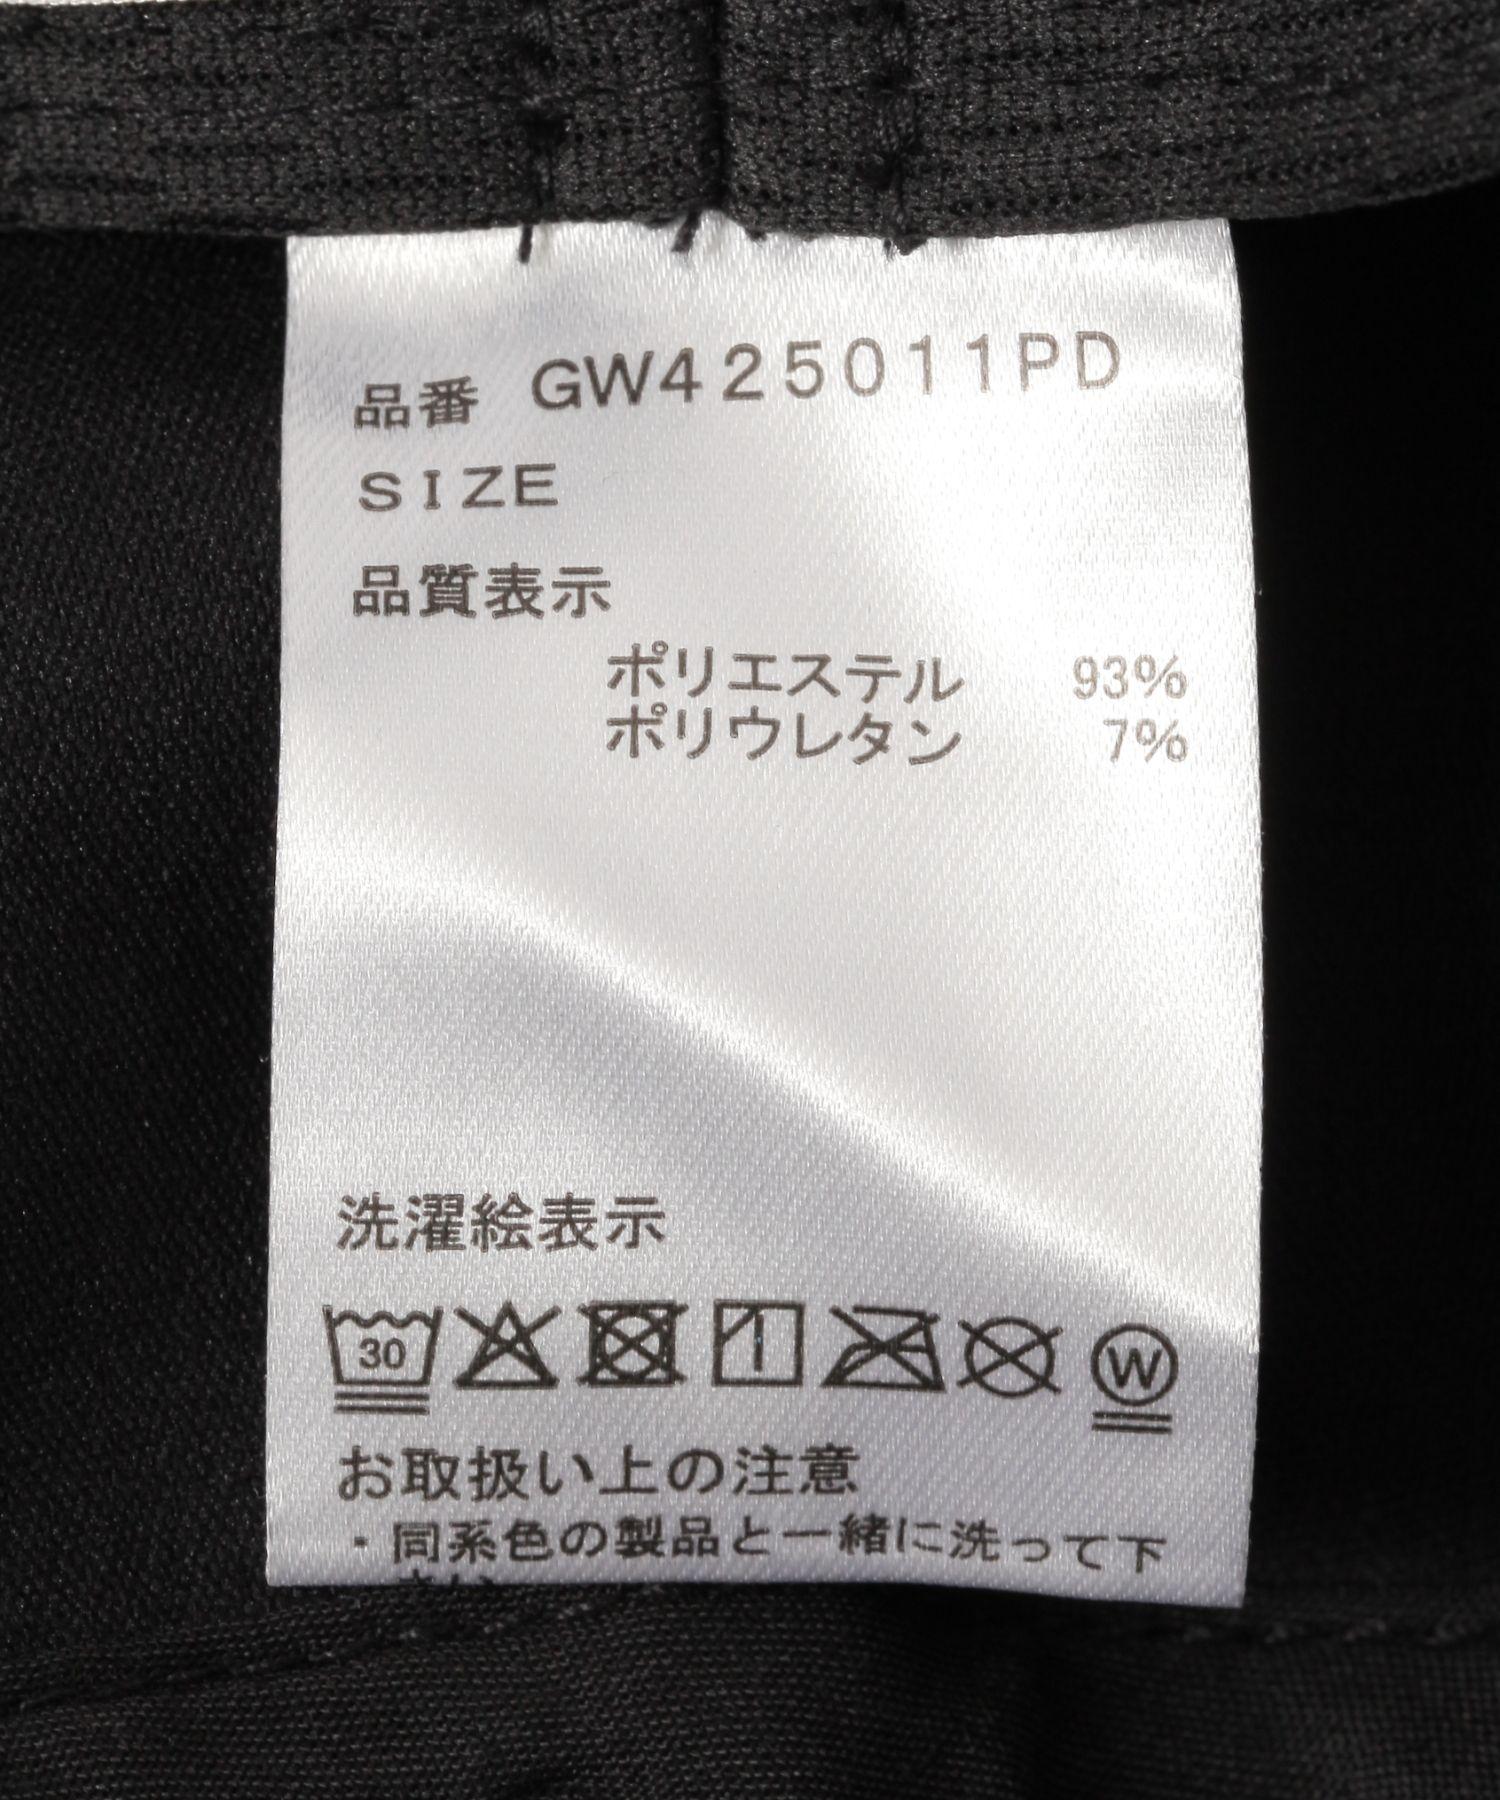 品番 GW425011PD
SIZE
品質表示
ポリエステル 93%
ポリウレタン 7%
洗濯絵表示
30 W
お取扱い上の注意
・同系色の製品と一緒に洗って下